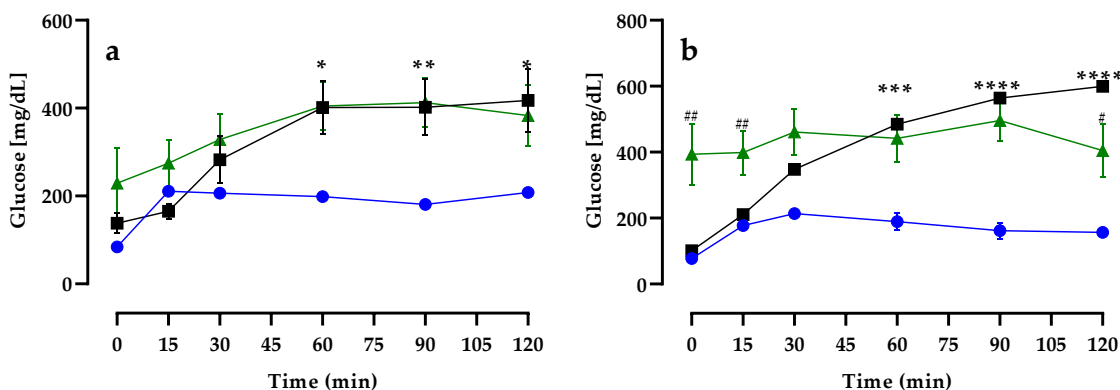 a
Glucose [mg/dL]
600
400
200
0
* ** *
0 15 30 45 60 75 90 105 120
Time (min)
b
Glucose [mg/dL]
800
600
400
200
0
## ## *** **** **** #
0 15 30 45 60 75 90 105 120
Time (min)